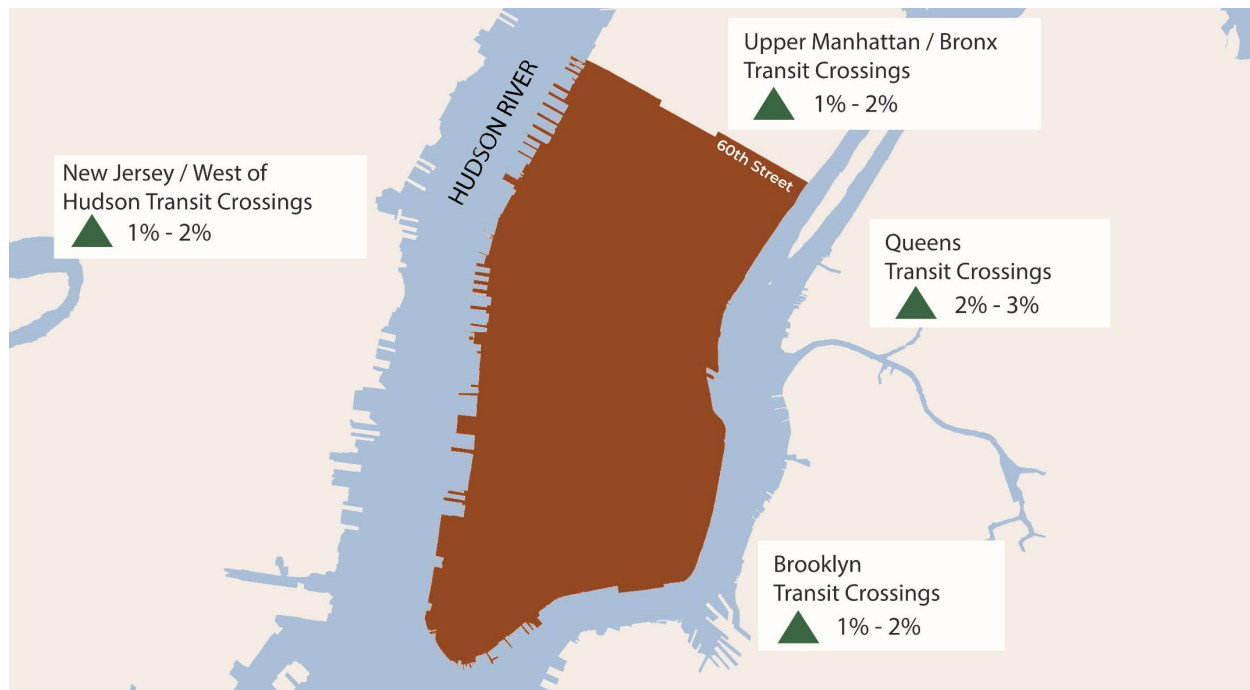 Upper Manhattan / Bronx
Transit Crossings
1% - 2%
HUDSON RIVER
60th Street
New Jersey / West of
Hudson Transit Crossings
1% - 2%
Queens
Transit Crossings
2% - 3%
Brooklyn
Transit Crossings
1% - 2%